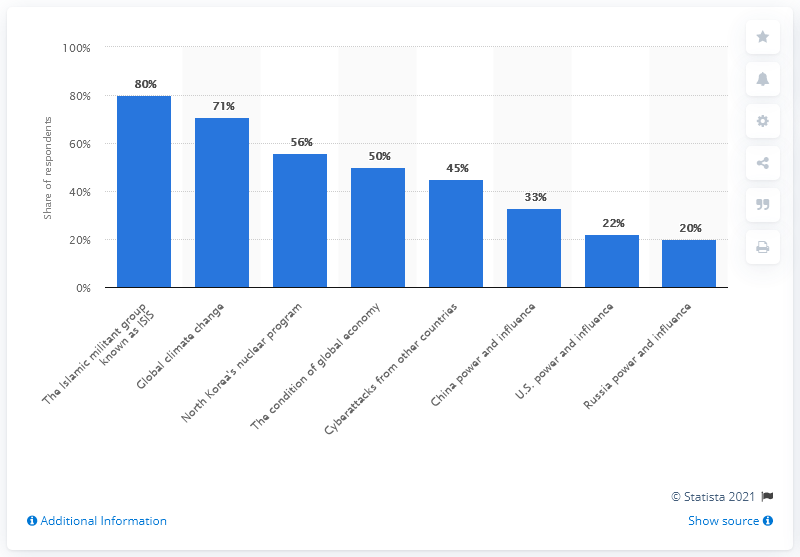 100%
80%
60%
40%
20%
0%
Share of respondents
80%
71%
56%
50%
45%
33%
22%
20%
The Islamic militant group
known as ISIS
Global climate change
North Korea's nuclear program
The condition of global economy
Cyberattacks from other countries
China power and influence
U.S. power and influence
Russia power and influence
© Statista 2021
Additional Information
Show source